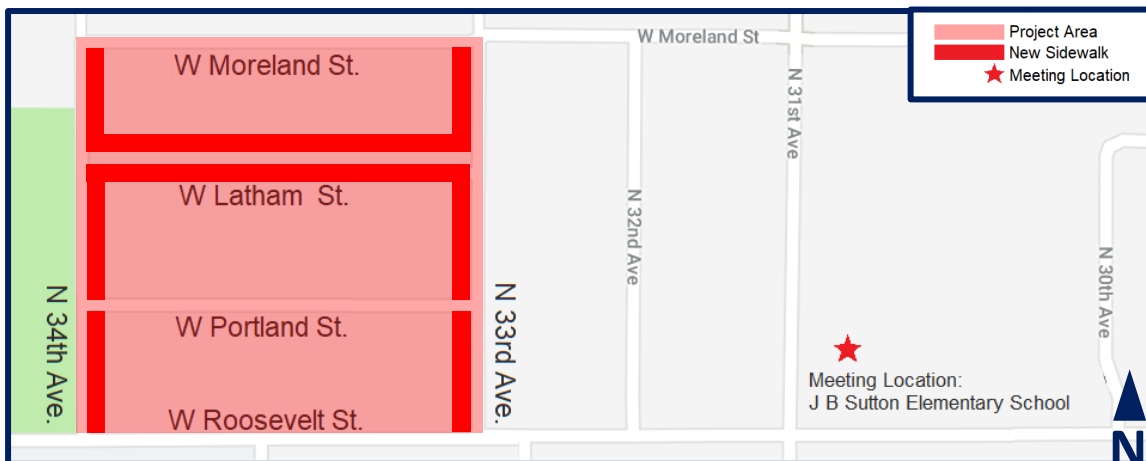 Project Area
New Sidewalk
Meeting Location
W Moreland St.
W Moreland St
N 31st Ave
W Latham St.
N 32nd Ave
N 30th Ave
N 34th Ave.
N 33rd Ave.
W Portland St.
Meeting Location:
J B Sutton Elementary School
W Roosevelt St.
N